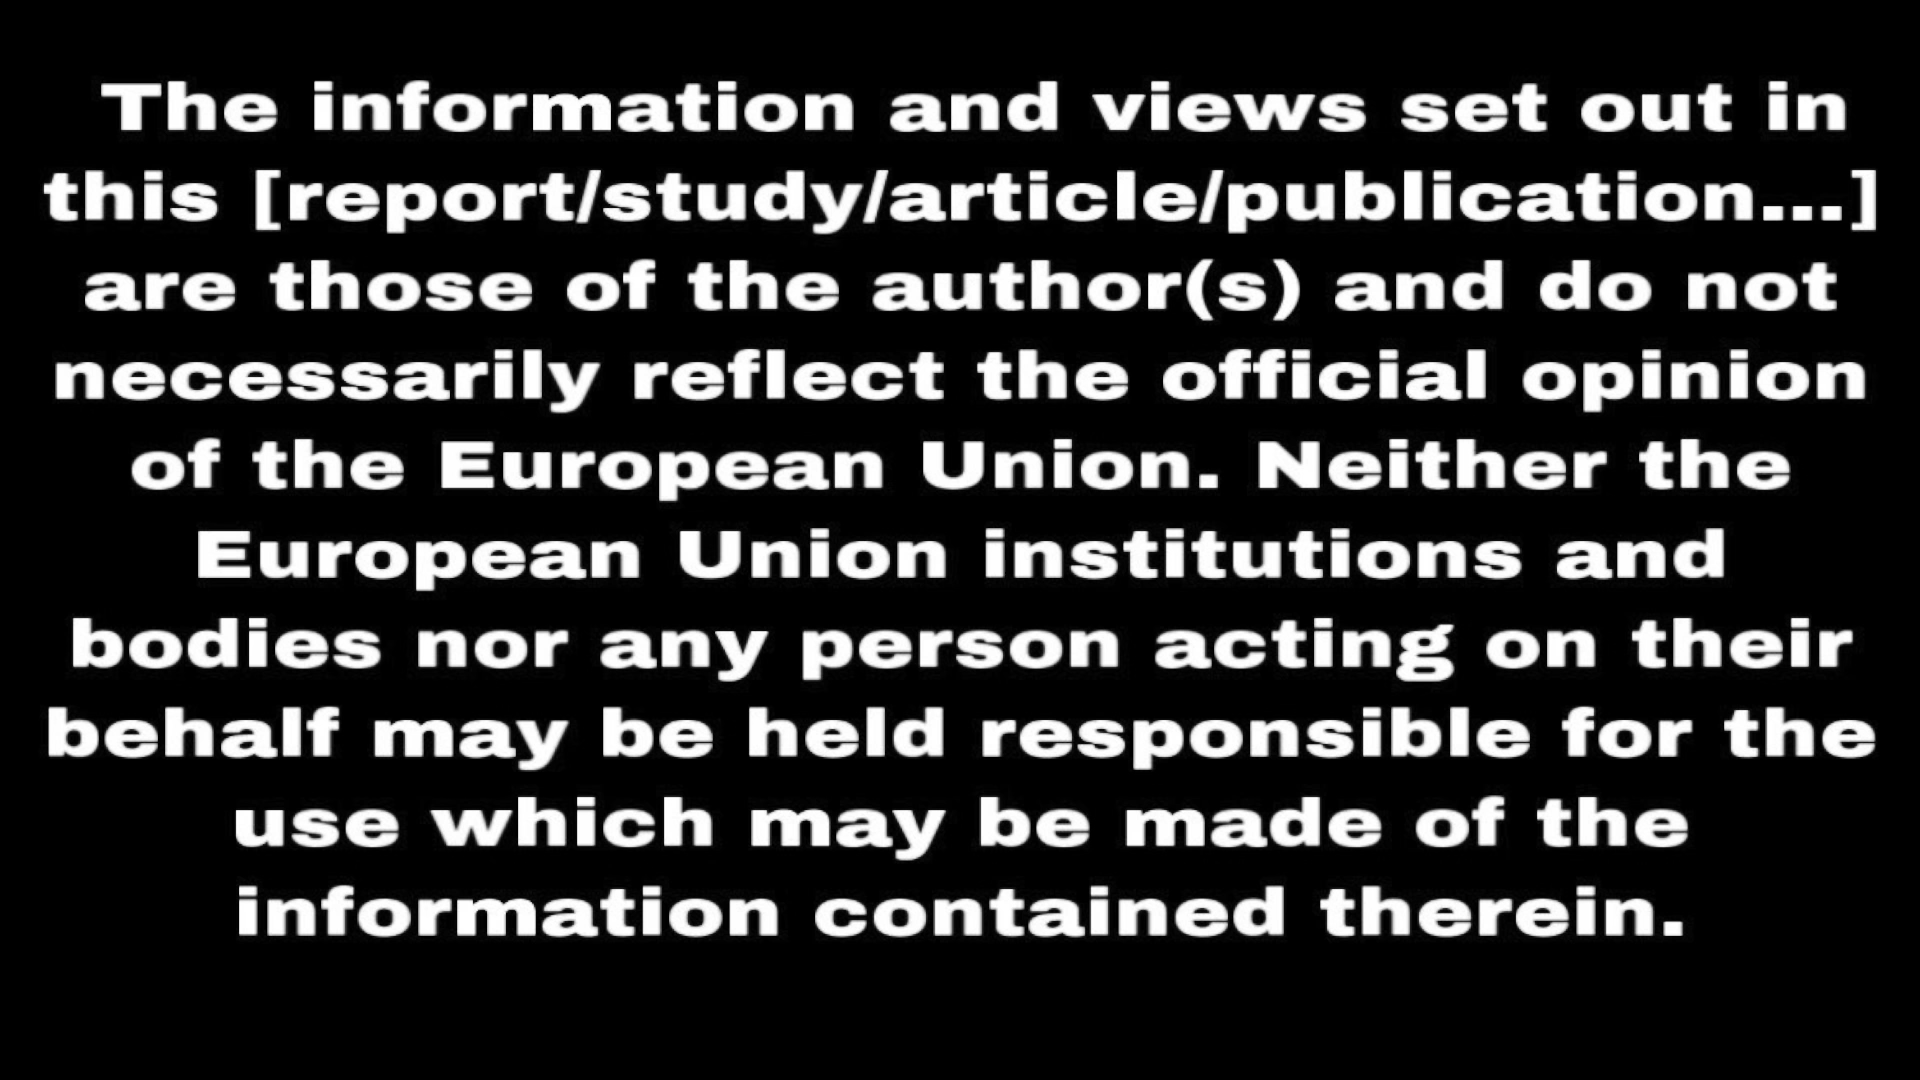 The information and views set out in
this [report/study/article/publication...]
are those of the author(s) and do not
necessarily reflect the official opinion
of the European Union. Neither the
European Union institutions and
bodies nor any person acting on their
behalf may be held responsible for the
use which may be made of the
information contained therein.